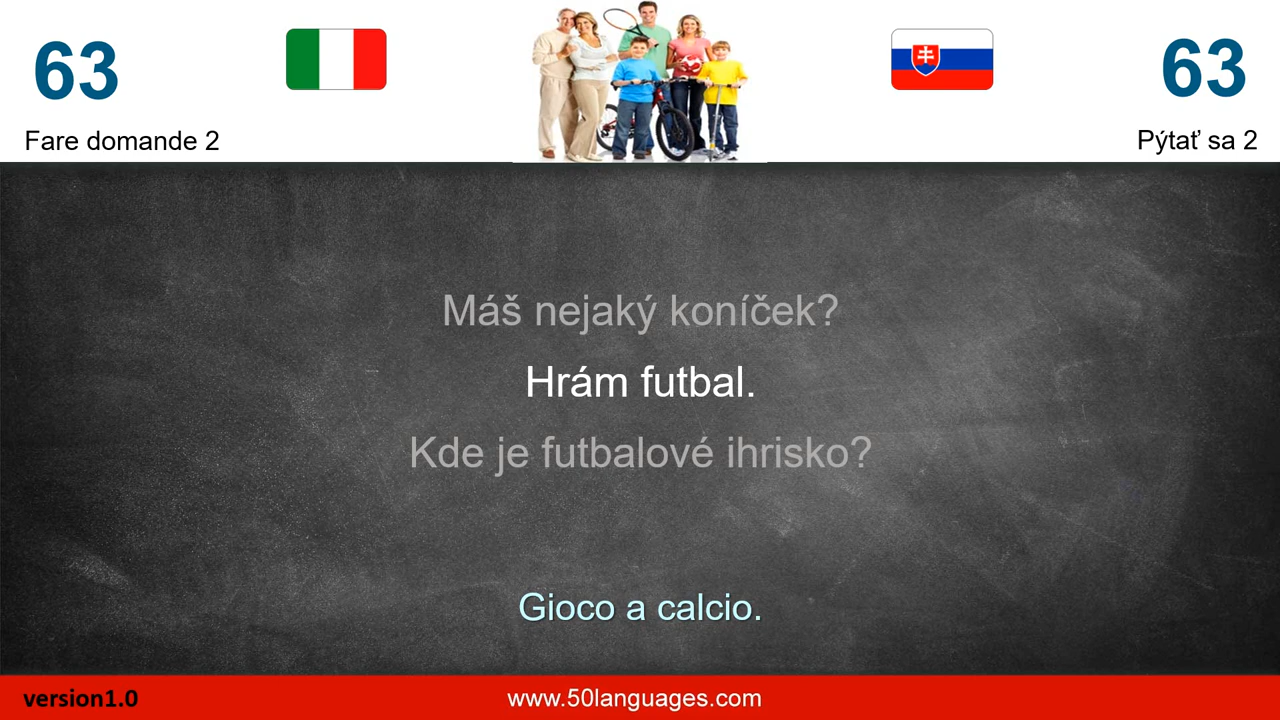 63
63
Fare domande 2
Pýtať sa 2
Máš nejaký koníček?
Hrám futbal.
Kde je futbalové ihrisko?
Gioco a calcio.
version1.0
www.50languages.com